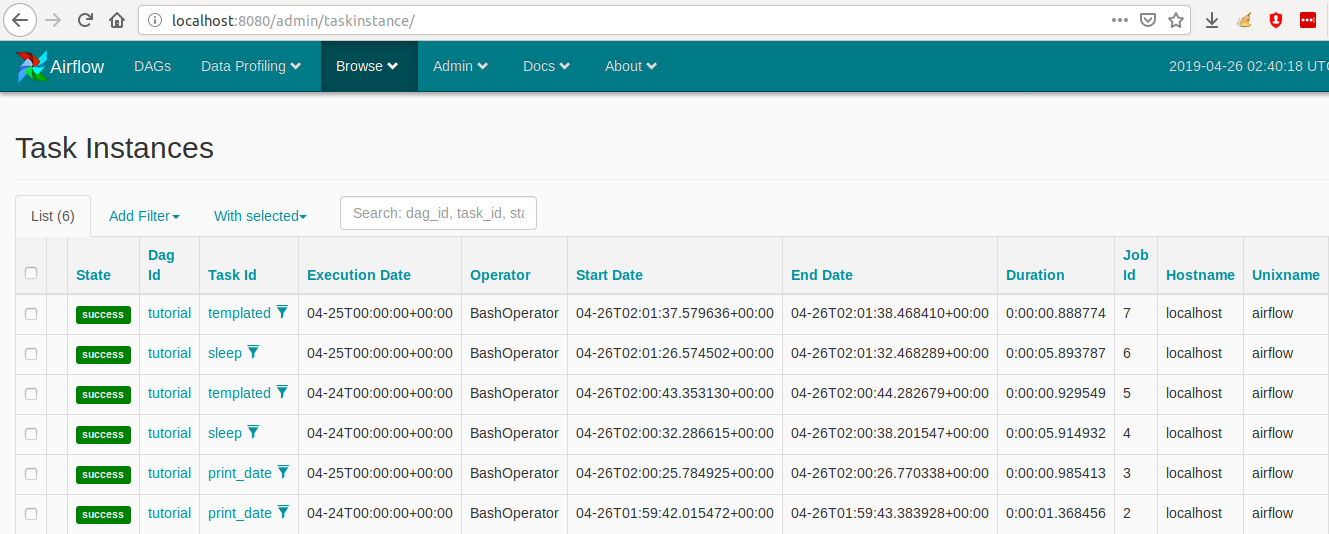 localhost:8080/admin/taskinstance/
Airflow DAGs Data Profiling Browse Admin Docs About 2019-04-26 02:40:18 UTC
Task Instances
List (6) Add Filter With selected Search: dag_id, task_id, sta
State Dag Id Task Id Execution Date Operator Start Date End Date Duration Job Id Hostname Unixname
success tutorial templated 04-25T00:00:00+00:00 BashOperator 04-26T02:01:37.579636+00:00 04-26T02:01:38.468410+00:00 0:00:00.888774 7 localhost airflow
success tutorial sleep 04-25T00:00:00+00:00 BashOperator 04-26T02:01:26.574502+00:00 04-26T02:01:32.468289+00:00 0:00:05.893787 6 localhost airflow
success tutorial templated 04-24T00:00:00+00:00 BashOperator 04-26T02:00:43.353130+00:00 04-26T02:00:44.282679+00:00 0:00:00.929549 5 localhost airflow
success tutorial sleep 04-24T00:00:00+00:00 BashOperator 04-26T02:00:32.286615+00:00 04-26T02:00:38.201547+00:00 0:00:05.914932 4 localhost airflow
success tutorial print_date 04-25T00:00:00+00:00 BashOperator 04-26T02:00:25.784925+00:00 04-26T02:00:26.770338+00:00 0:00:00.985413 3 localhost airflow
success tutorial print_date 04-24T00:00:00+00:00 BashOperator 04-26T01:59:42.015472+00:00 04-26T01:59:43.383928+00:00 0:00:01.368456 2 localhost airflow